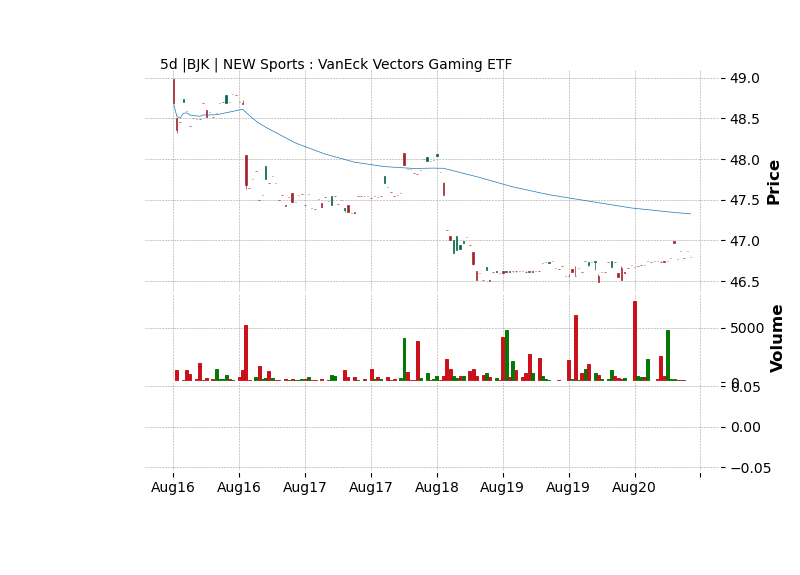 5d |BJK | NEW Sports : VanEck Vectors Gaming ETF
49.0
48.5
48.0
47.5
47.0
46.5
Price
5000
0
Volume
0.05
0.00
−0.05
Aug16 Aug16 Aug17 Aug17 Aug18 Aug19 Aug19 Aug20